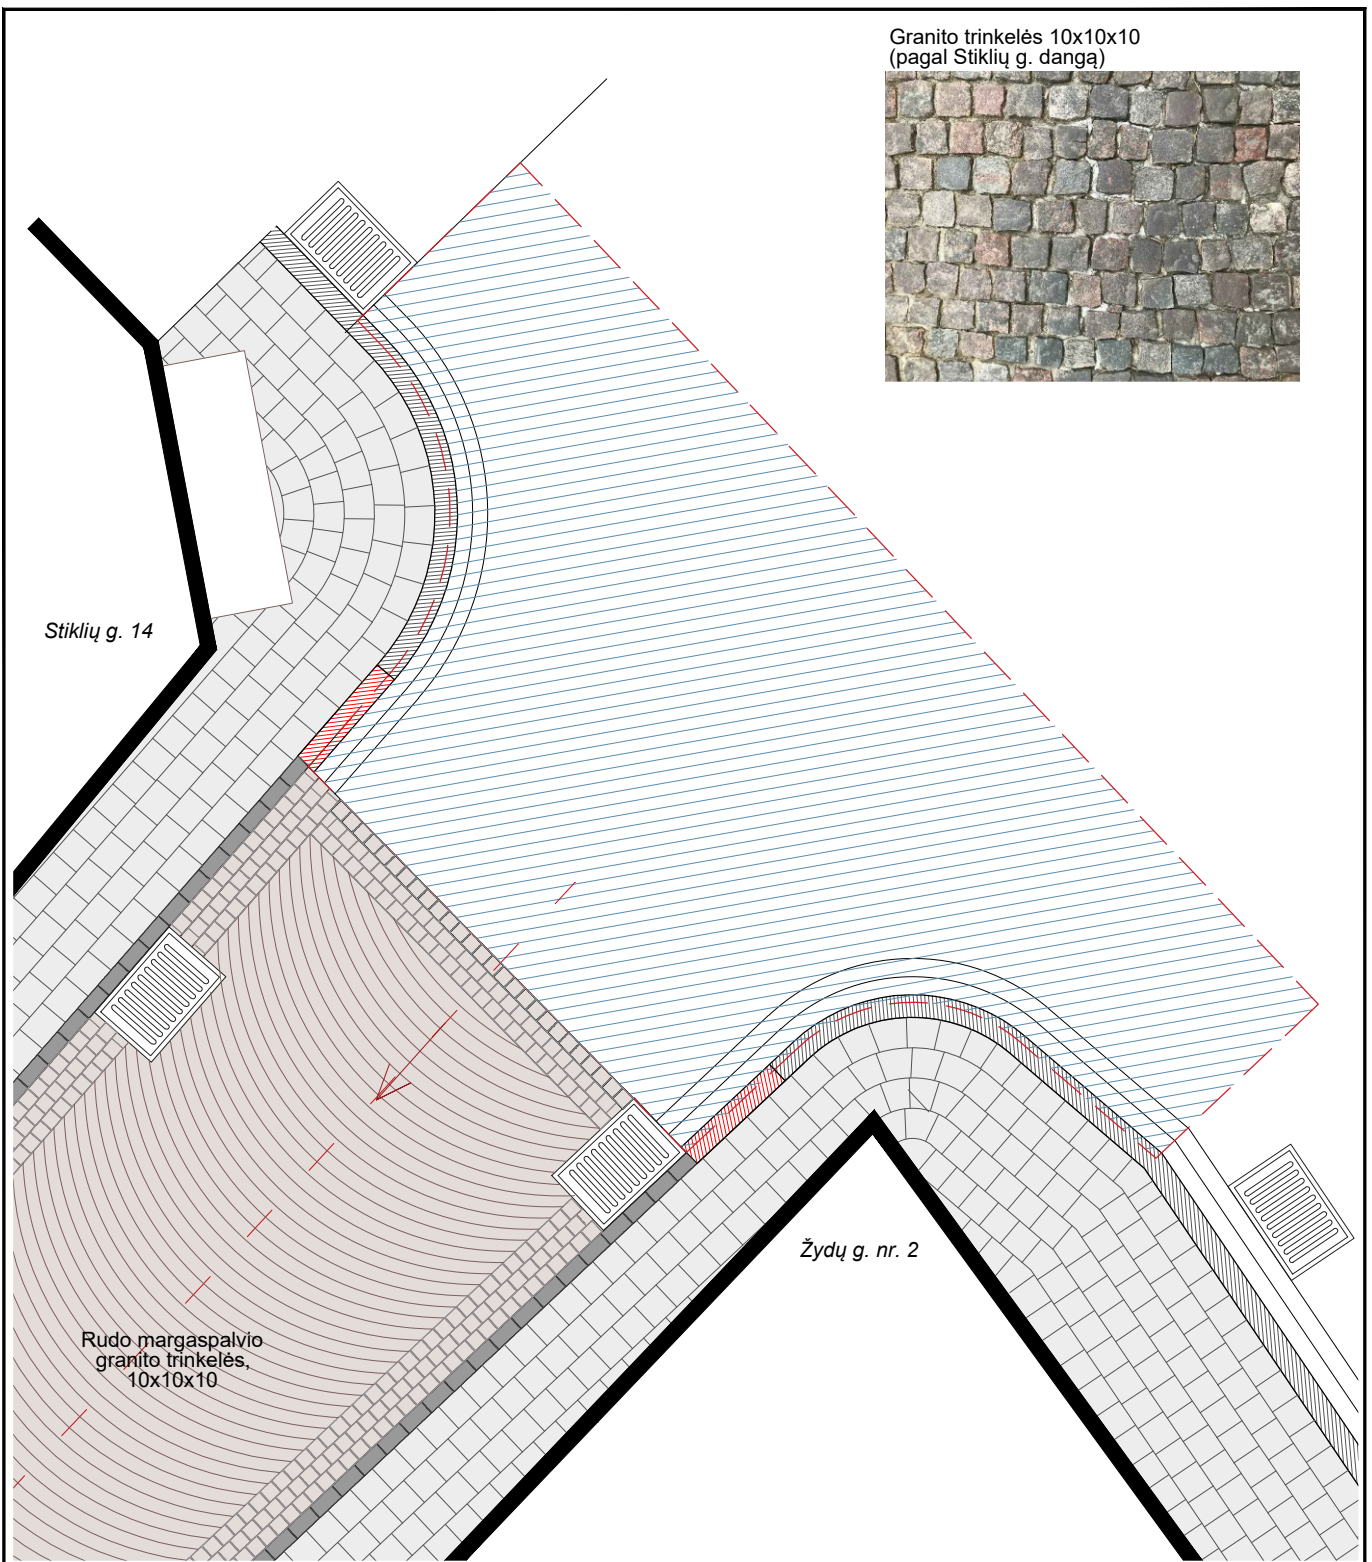 Granito trinkelės 10x10x10
(pagal Stiklių g. dangą)
Stiklių g. 14
Žydų g. nr. 2
Rudo margaspalvio
granito trinkelės,
10x10x10